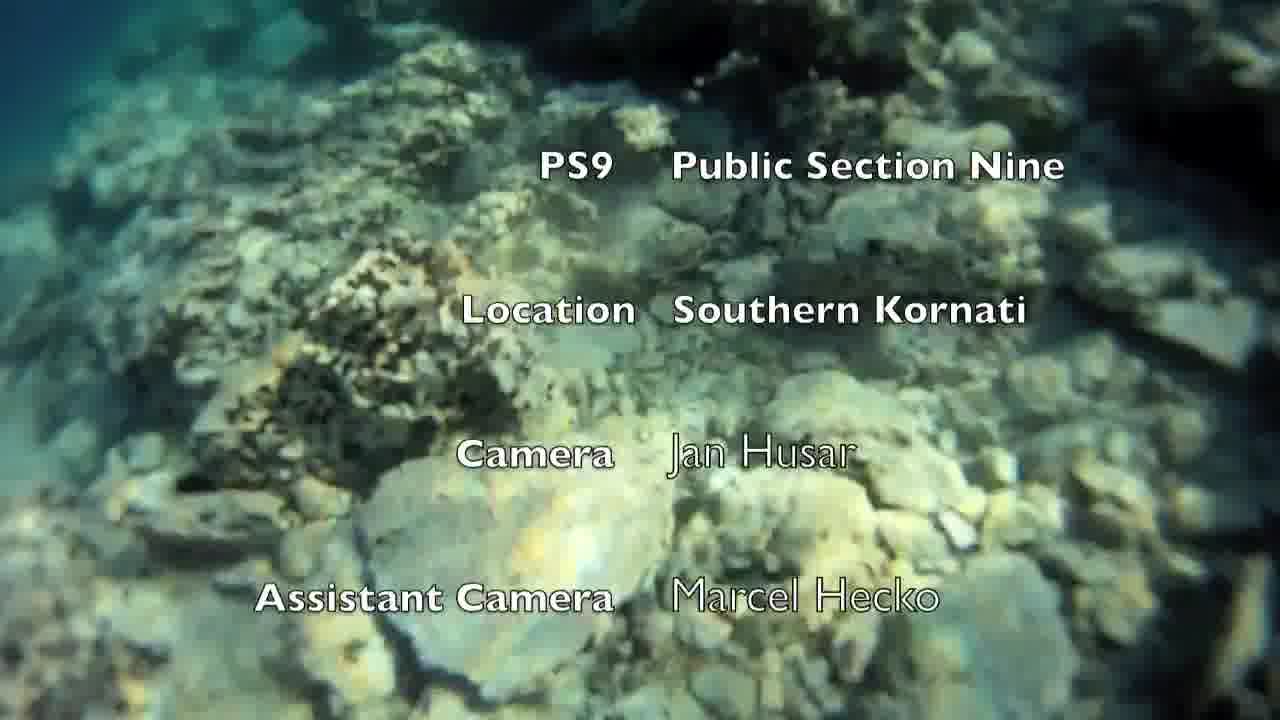 PS9 Public Section Nine
Location Southern Kornati
Camera Jan Husar
Assistant Camera Marcel Hecko